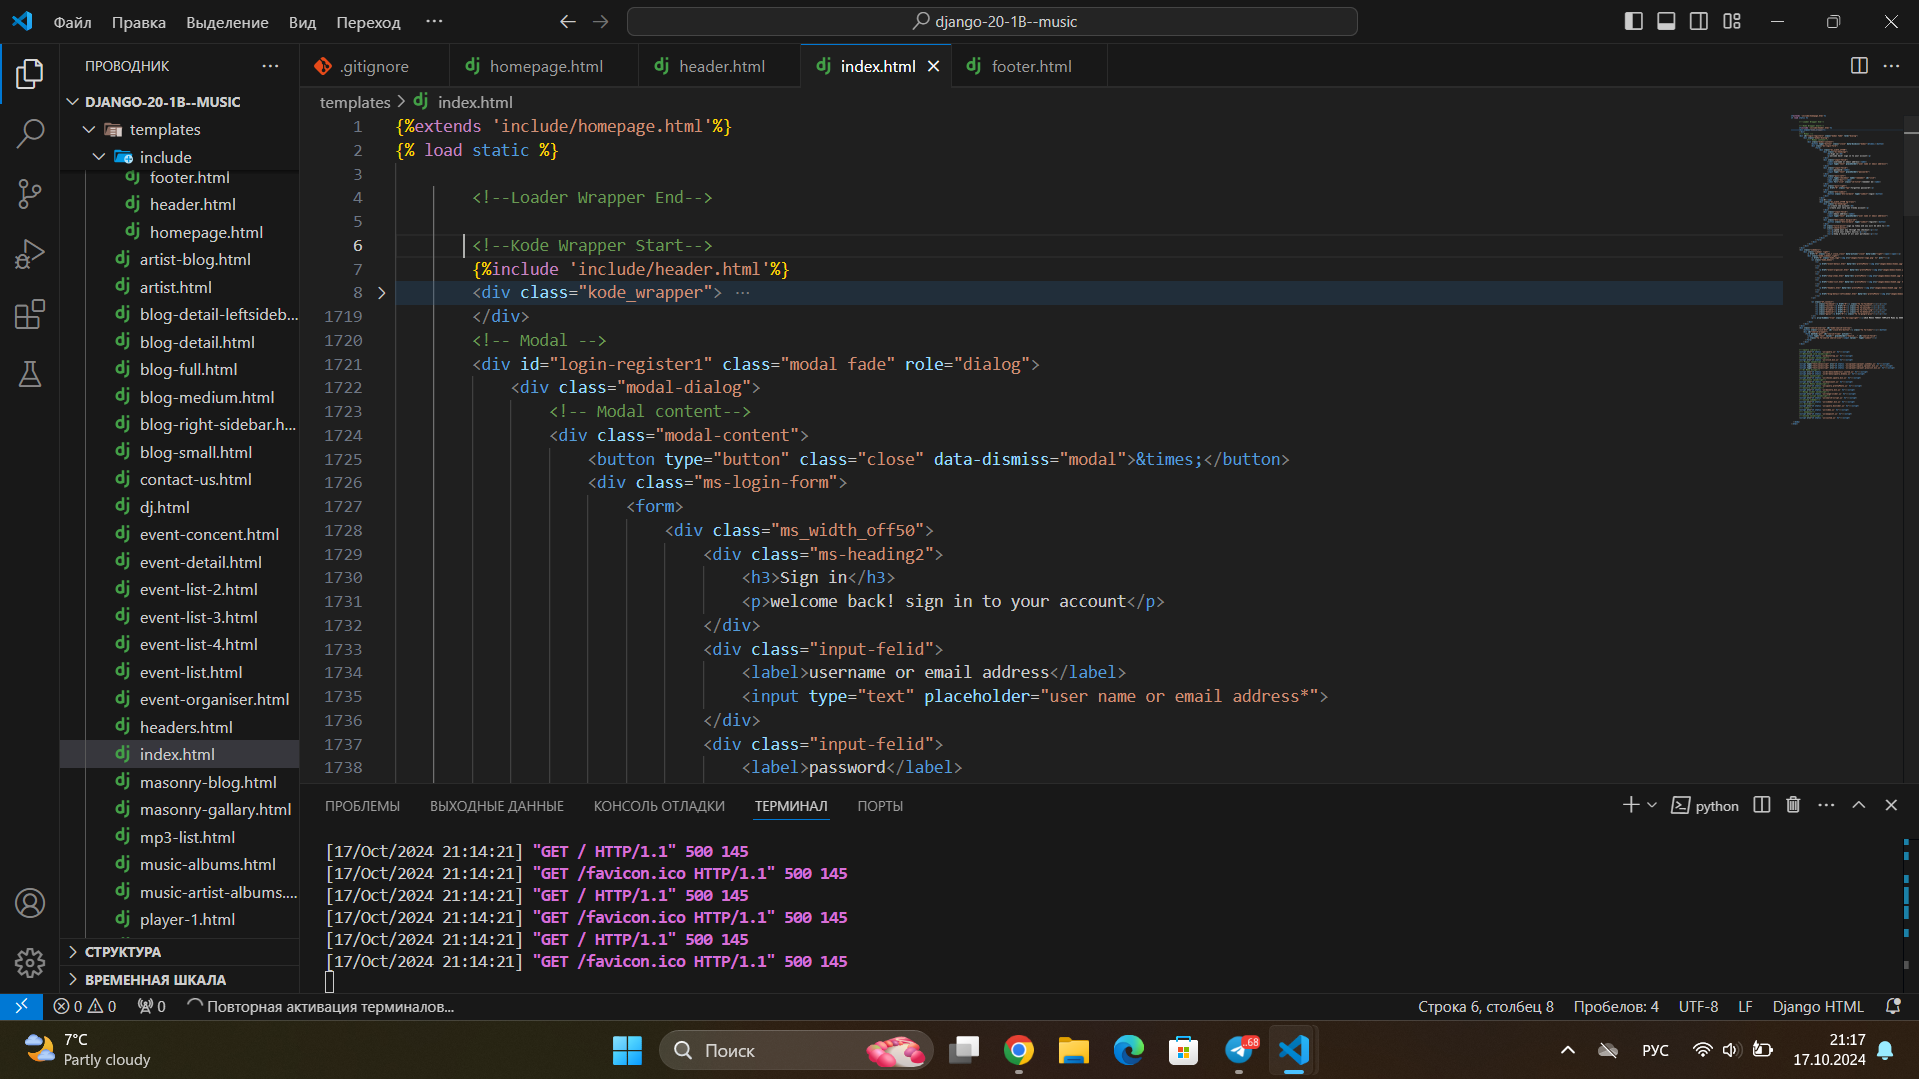 Файл Правка Выделение Вид Переход ···
django-20-1B--music
ПРОВОДНИК
.gitignore
homepage.html
header.html
index.html
footer.html
DJANGO-20-1B--MUSIC
templates
include
footer.html
header.html
homepage.html
artist-blog.html
artist.html
blog-detail-leftsideb...
blog-detail.html
blog-full.html
blog-medium.html
blog-right-sidebar.h...
blog-small.html
contact-us.html
dj.html
event-concent.html
event-detail.html
event-list-2.html
event-list-3.html
event-list-4.html
event-list.html
event-organiser.html
headers.html
index.html
masonry-blog.html
masonry-gallary.html
mp3-list.html
music-albums.html
music-artist-albums....
player-1.html
СТРУКТУРА
ВРЕМЕННАЯ ШКАЛА
templates > index.html
1 {%extends 'include/homepage.html'%}
2 {% load static %}
3
4 <!--Loader Wrapper End-->
5
6 <!--Kode Wrapper Start-->
7 {%include 'include/header.html'%}
8 <div class="kode_wrapper"> ···
1719 </div>
1720 <!-- Modal -->
1721 <div id="login-register1" class="modal fade" role="dialog">
1722 <div class="modal-dialog">
1723 <!-- Modal content-->
1724 <div class="modal-content">
1725 <button type="button" class="close" data-dismiss="modal">&times;</button>
1726 <div class="ms-login-form">
1727 <form>
1728 <div class="ms_width_off50">
1729 <div class="ms-heading2">
1730 <h3>Sign in</h3>
1731 <p>welcome back! sign in to your account</p>
1732 </div>
1733 <div class="input-felid">
1734 <label>username or email address</label>
1735 <input type="text" placeholder="user name or email address*">
1736 </div>
1737 <div class="input-felid">
1738 <label>password</label>
ПРОБЛЕМЫ ВЫХОДНЫЕ ДАННЫЕ КОНСОЛЬ ОТЛАДКИ ТЕРМИНАЛ ПОРТЫ
python
[17/Oct/2024 21:14:21] "GET / HTTP/1.1" 500 145
[17/Oct/2024 21:14:21] "GET /favicon.ico HTTP/1.1" 500 145
[17/Oct/2024 21:14:21] "GET / HTTP/1.1" 500 145
[17/Oct/2024 21:14:21] "GET /favicon.ico HTTP/1.1" 500 145
[17/Oct/2024 21:14:21] "GET / HTTP/1.1" 500 145
[17/Oct/2024 21:14:21] "GET /favicon.ico HTTP/1.1" 500 145
0 0 0 Повторная активация терминалов...
Строка 6, столбец 8 Пробелов: 4 UTF-8 LF Django HTML
7°C
Partly cloudy
Поиск
.68
РУС
21:17
17.10.2024